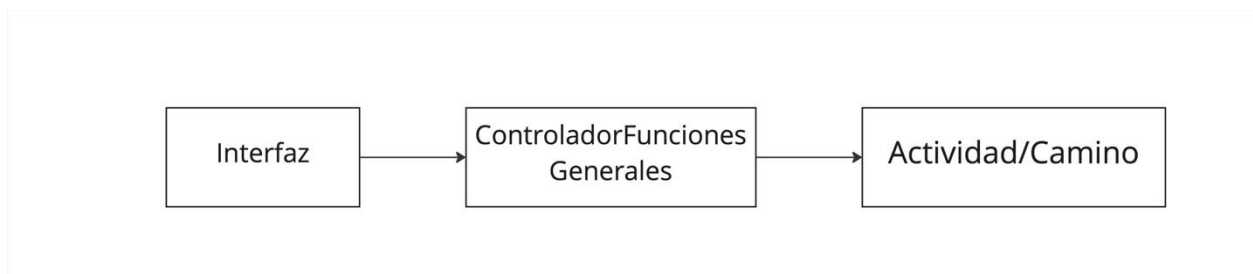 Interfaz
ControladorFunciones
Generales
Actividad/Camino